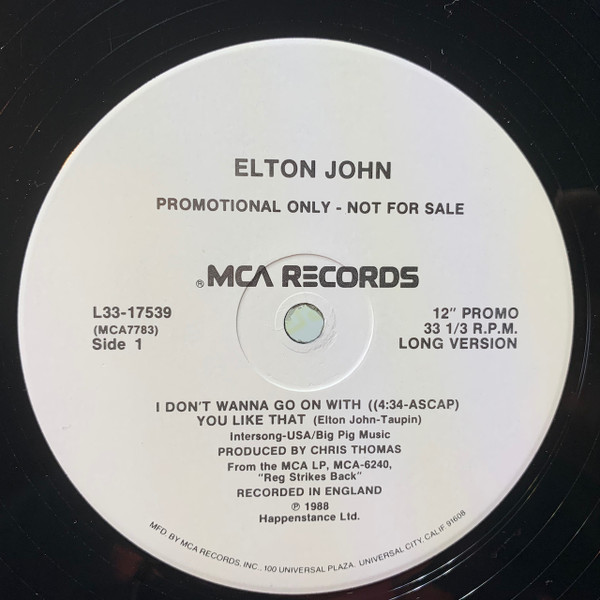 ELTON JOHN
PROMOTIONAL ONLY - NOT FOR SALE
® MCA RECORDS
L33-17539
(MCA7783)
Side 1
12" PROMO
33 1/3 R.P.M.
LONG VERSION
I DON'T WANNA GO ON WITH ((4:34-ASCAP)
YOU LIKE THAT (Elton John-Taupin)
Intersong-USA/Big Pig Music
PRODUCED BY CHRIS THOMAS
From the MCA LP, MCA-6240,
"Reg Strikes Back"
RECORDED IN ENGLAND
℗ 1988
Happenstance Ltd.
MFD BY MCA RECORDS, INC., 100 UNIVERSAL PLAZA, UNIVERSAL CITY, CALIF. 91608